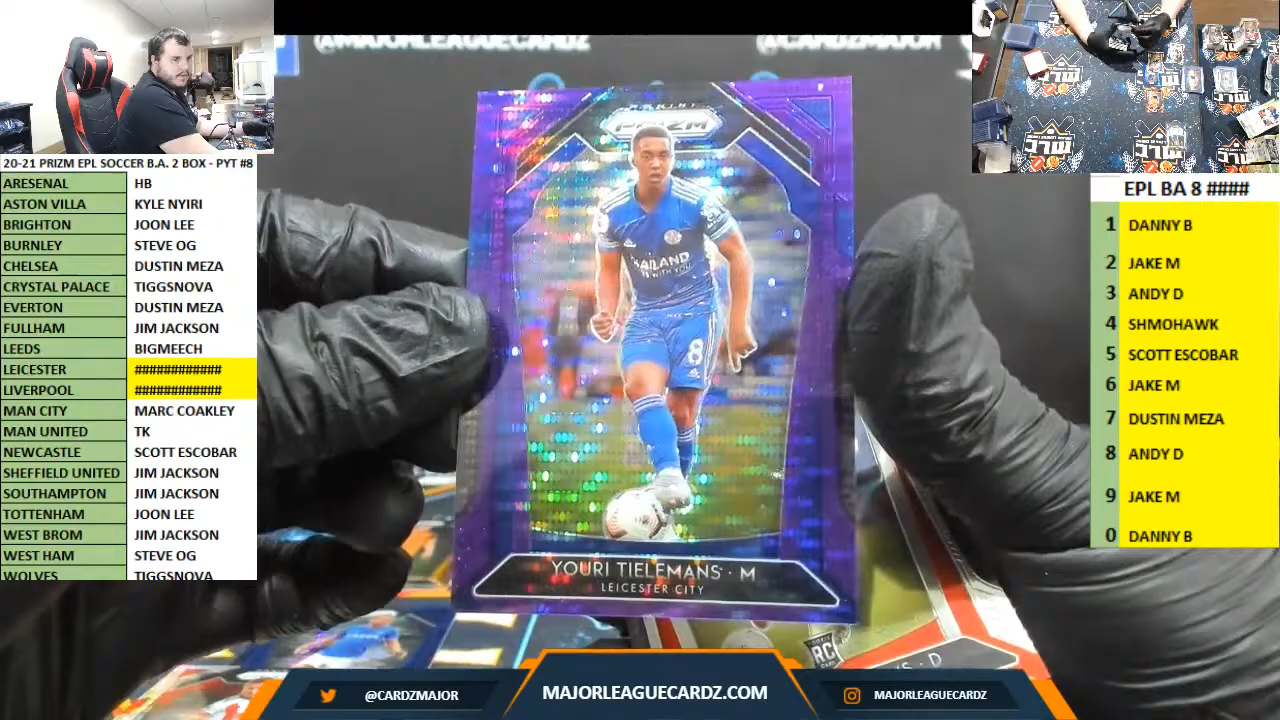 @MAJORLEAGUECARDZ
@CARDZMAJOR
20-21 PRIZM EPL SOCCER B.A. 2 BOX - PYT #8
ARESENAL HB
ASTON VILLA KYLE NYIRI
BRIGHTON JOON LEE
BURNLEY STEVE OG
CHELSEA DUSTIN MEZA
CRYSTAL PALACE TIGGSNOVA
EVERTON DUSTIN MEZA
FULLHAM JIM JACKSON
LEEDS BIGMEECH
LEICESTER ############
LIVERPOOL ############
MAN CITY MARC COAKLEY
MAN UNITED TK
NEWCASTLE SCOTT ESCOBAR
SHEFFIELD UNITED JIM JACKSON
SOUTHAMPTON JIM JACKSON
TOTTENHAM JOON LEE
WEST BROM JIM JACKSON
WEST HAM STEVE OG
WOLVES TIGGSNOVA
PANINI
PRIZM
THAILAND
8
YOURI TIELEMANS · M
LEICESTER CITY
RC
EPL BA 8 ####
1 DANNY B
2 JAKE M
3 ANDY D
4 SHMOHAWK
5 SCOTT ESCOBAR
6 JAKE M
7 DUSTIN MEZA
8 ANDY D
9 JAKE M
0 DANNY B
@CARDZMAJOR
MAJORLEAGUECARDZ.COM
MAJORLEAGUECARDZ